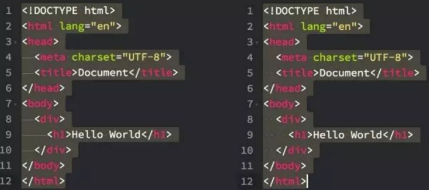 1 <!DOCTYPE html>
2 <html lang="en">
3 <head>
4   <meta charset="UTF-8">
5   <title>Document</title>
6 </head>
7 <body>
8   <div>
9     <h1>Hello World</h1>
10   </div>
11 </body>
12 </html>
1 <!DOCTYPE html>
2 <html lang="en">
3 <head>
4   <meta charset="UTF-8">
5   <title>Document</title>
6 </head>
7 <body>
8   <div>
9     <h1>Hello World</h1>
10   </div>
11 </body>
12 </html>